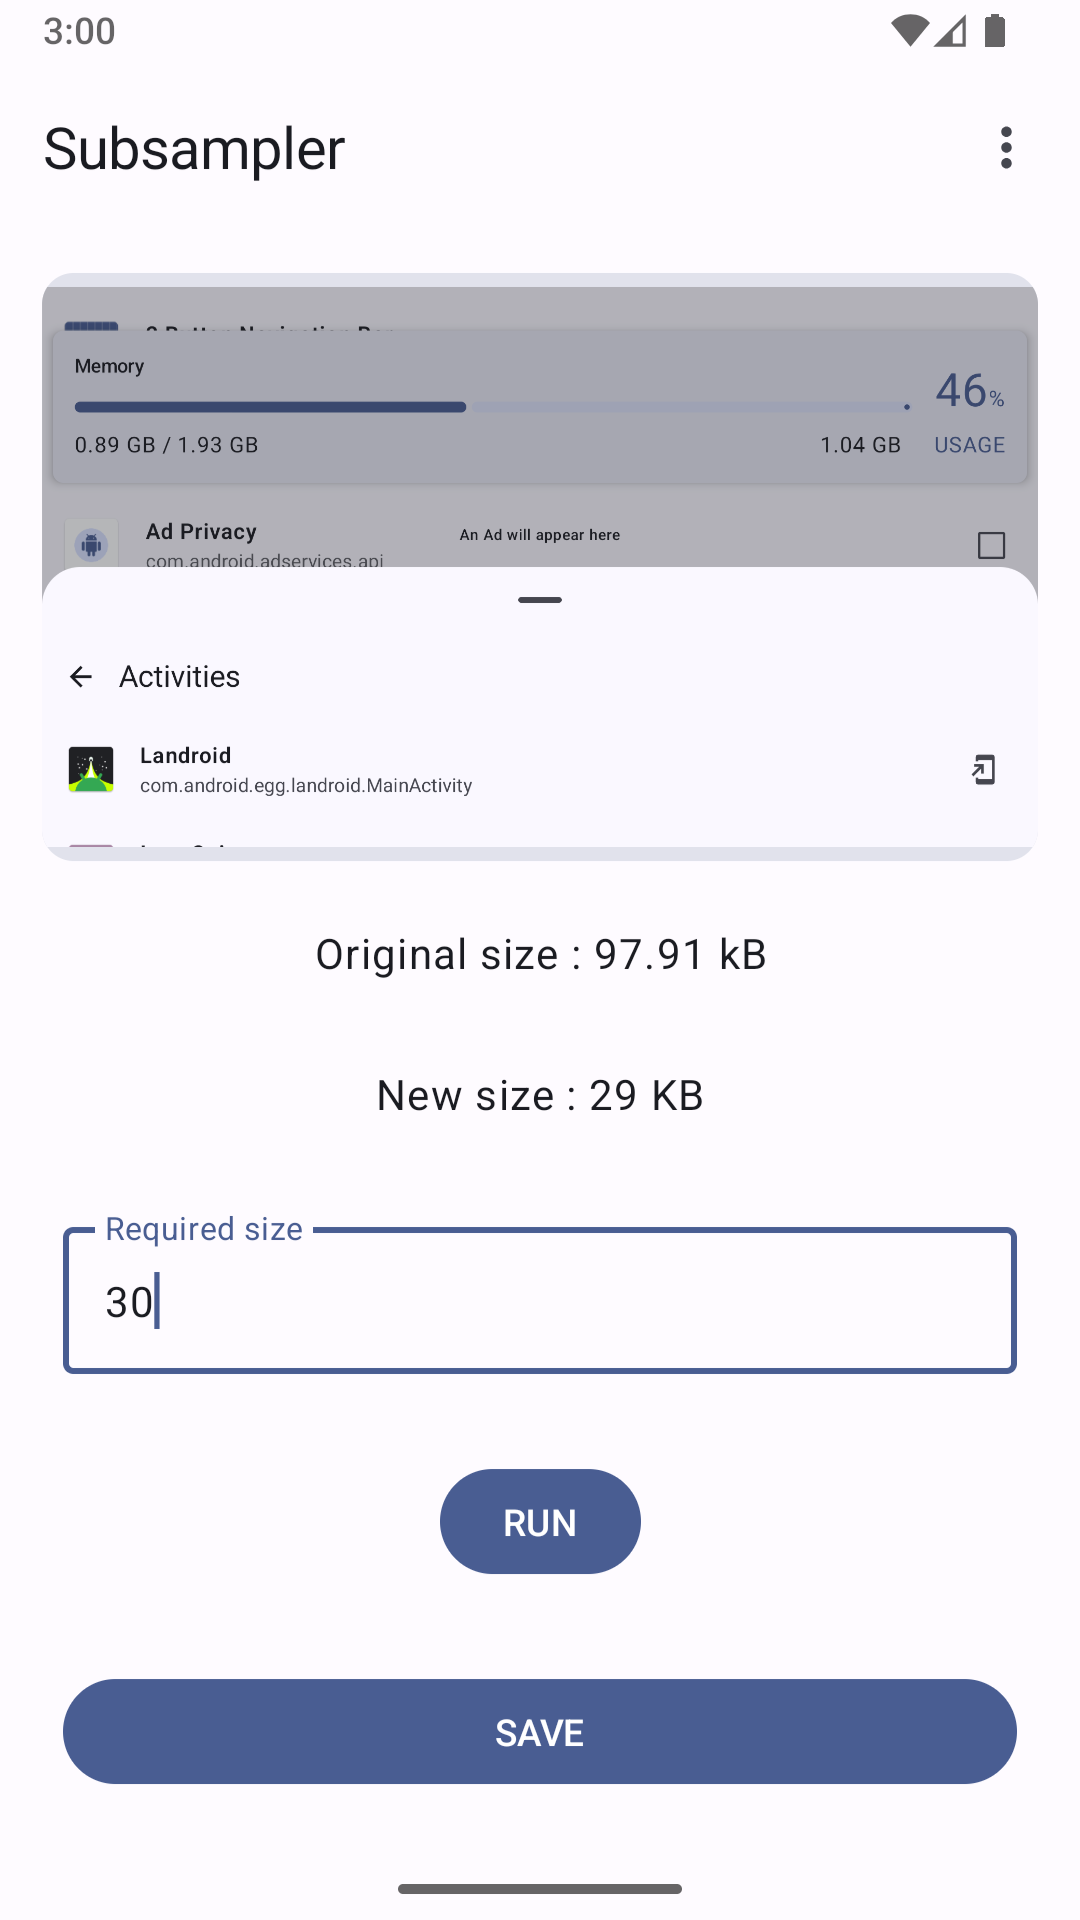 3:00
Subsampler
Memory
46%
0.89 GB / 1.93 GB
1.04 GB
USAGE
Ad Privacy
An Ad will appear here
com.android.adservices.api
Activities
Landroid
com.android.egg.landroid.MainActivity
Original size : 97.91 kB
New size : 29 KB
Required size
30
RUN
SAVE